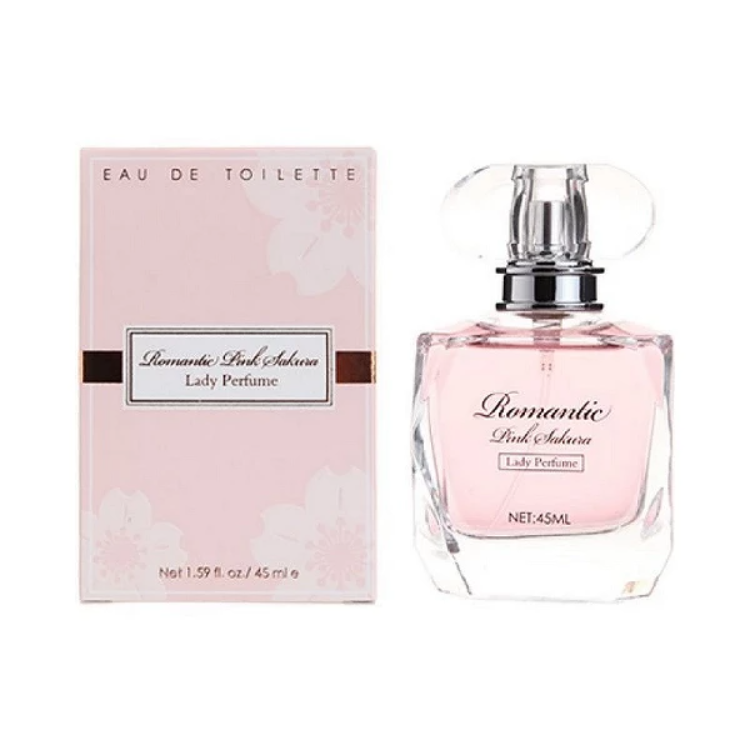 EAU DE TOILETTE
Romantic Pink Sakura
Lady Perfume
Net 1.59 fl. oz./ 45 ml e
Romantic
Pink Sakura
Lady Perfume
NET:45ML